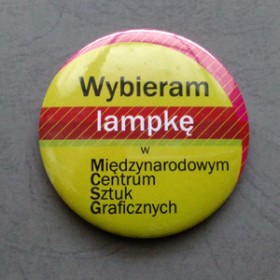 Wybieram
lampkę
w
Międzynarodowym
Centrum
Sztuk
Graficznych